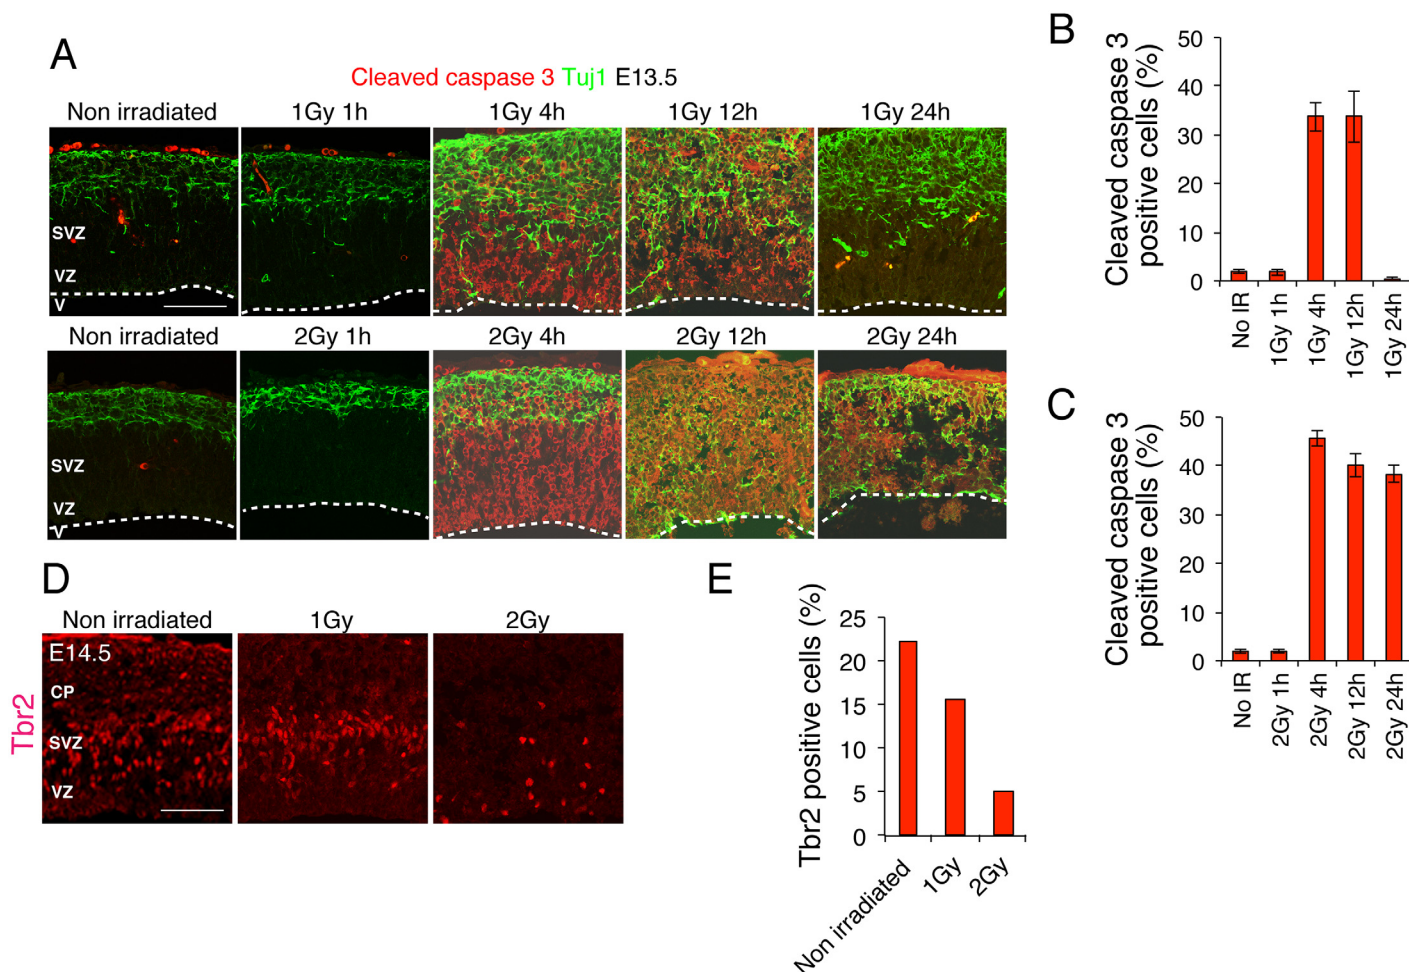 A
Cleaved caspase 3 Tuj1 E13.5
Non irradiated 1Gy 1h 1Gy 4h 1Gy 12h 1Gy 24h
SVZ
VZ
V
Non irradiated 2Gy 1h 2Gy 4h 2Gy 12h 2Gy 24h
SVZ
VZ
V
B
Cleaved caspase 3
positive cells (%)
50
40
30
20
10
0
No IR
1Gy 1h
1Gy 4h
1Gy 12h
1Gy 24h
C
Cleaved caspase 3
positive cells (%)
50
40
30
50
10
0
No IR
2Gy 1h
2Gy 4h
2Gy 12h
2Gy 24h
D
Non irradiated 1Gy 2Gy
Tbr2
E14.5
CP
SVZ
VZ
E
Tbr2 positive cells (%)
25
22
15
10
5
0
Non irradiated
1Gy
2Gy